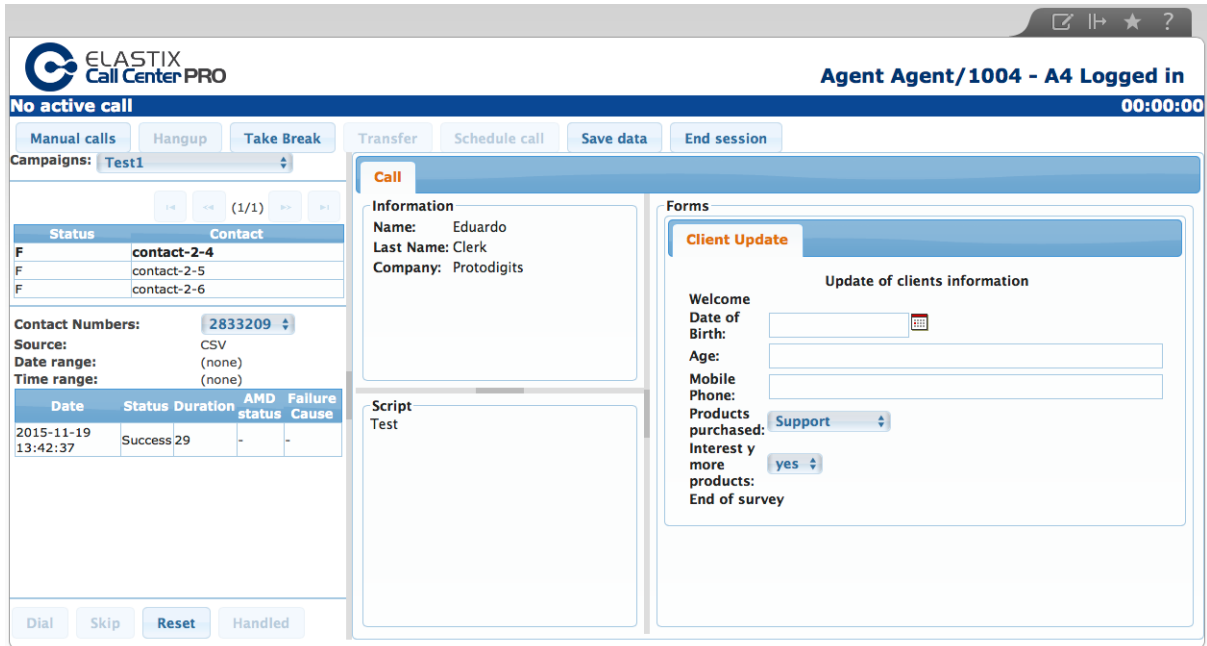 ?
ELASTIX
Call Center PRO
Agent Agent/1004 - A4 Logged in
No active call 00:00:00
Manual calls Hangup Take Break Transfer Schedule call Save data End session
Campaigns: Test1
(1/1)
Status Contact
F contact-2-4
F contact-2-5
F contact-2-6
Contact Numbers: 2833209
Source: CSV
Date range: (none)
Time range: (none)
Date Status Duration AMD status Failure Cause
2015-11-19 13:42:37 Success 29 - -
Dial Skip Reset Handled
Call
Information
Name: Eduardo
Last Name: Clerk
Company: Protodigits
Script
Test
Forms
Client Update
Update of clients information
Welcome
Date of
Birth:
Age:
Mobile
Phone:
Products
purchased: Support
Interest y
more yes
products:
End of survey